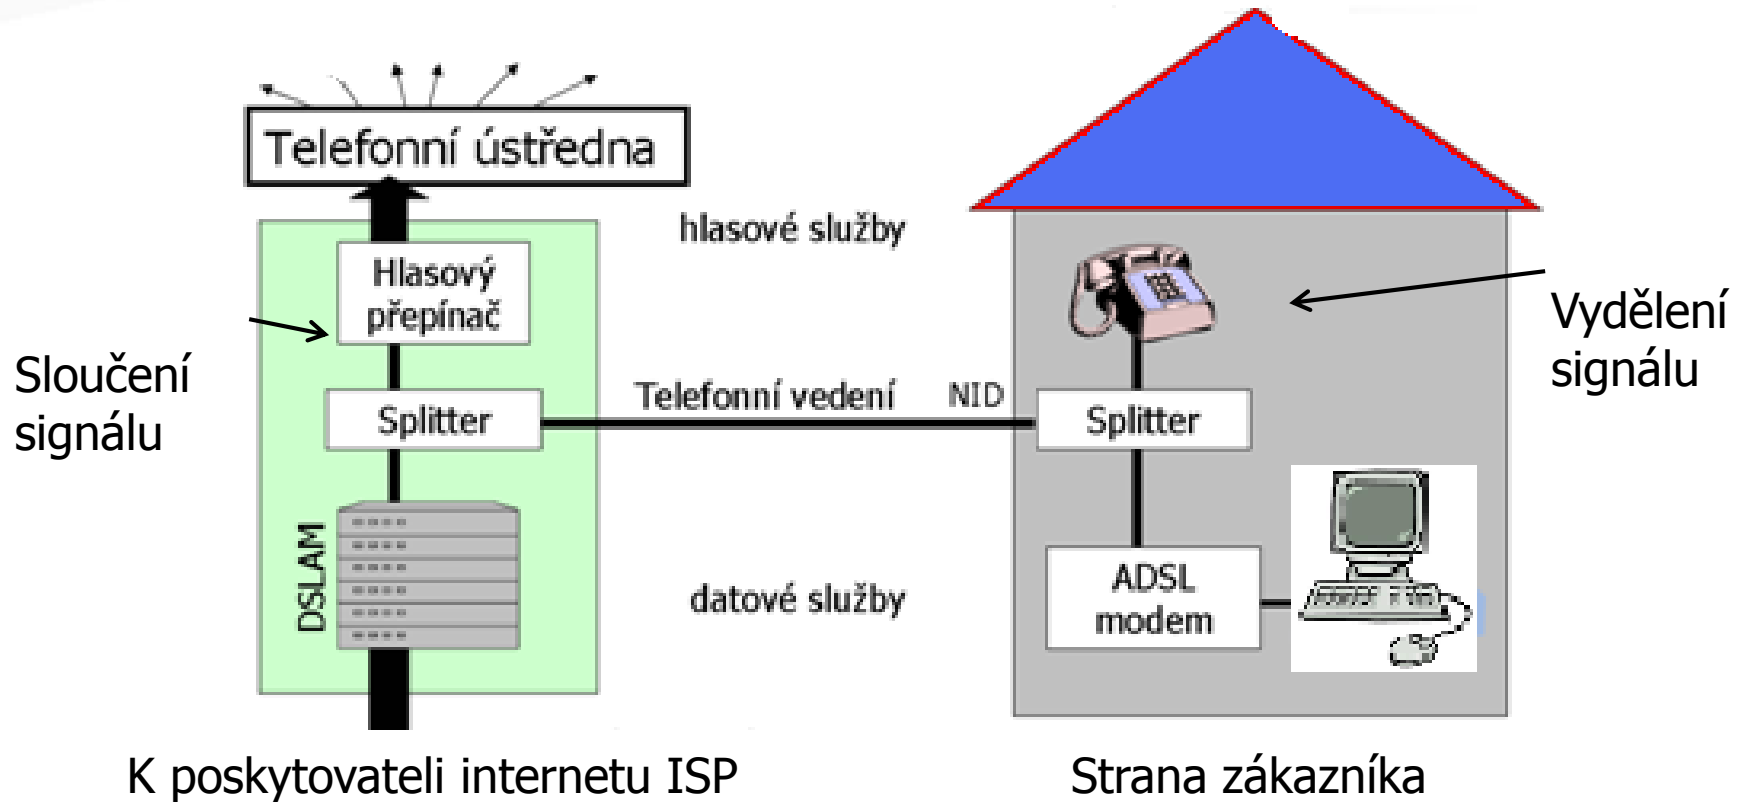 Telefonní ústředna
hlasové služby
Hlasový
přepínač
Vydělení
signálu
Sloučení
signálu
Telefonní vedení
NID
Splitter
Splitter
DSLAM
datové služby
ADSL
modem
K poskytovateli internetu ISP
Strana zákazníka